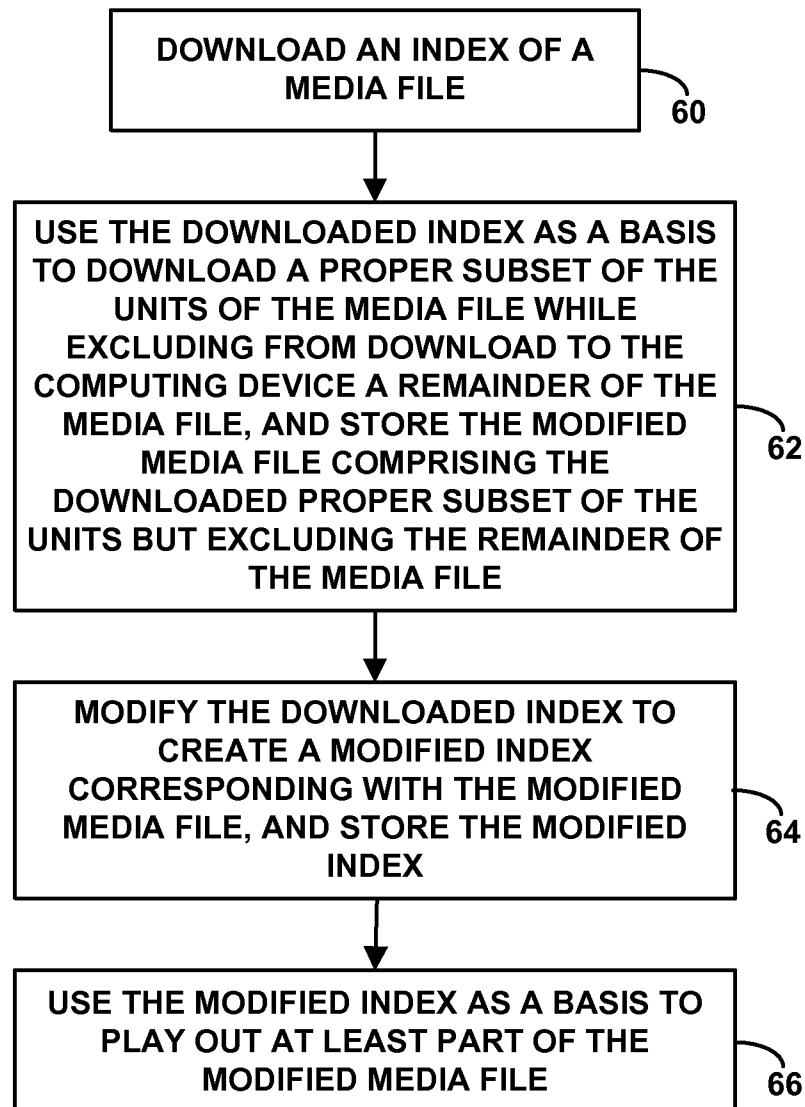 DOWNLOAD AN INDEX OF A
MEDIA FILE
60
USE THE DOWNLOADED INDEX AS A BASIS
TO DOWNLOAD A PROPER SUBSET OF THE
UNITS OF THE MEDIA FILE WHILE
EXCLUDING FROM DOWNLOAD TO THE
COMPUTING DEVICE A REMAINDER OF THE
MEDIA FILE, AND STORE THE MODIFIED
MEDIA FILE COMPRISING THE
DOWNLOADED PROPER SUBSET OF THE
UNITS BUT EXCLUDING THE REMAINDER OF
THE MEDIA FILE
62
MODIFY THE DOWNLOADED INDEX TO
CREATE A MODIFIED INDEX
CORRESPONDING WITH THE MODIFIED
MEDIA FILE, AND STORE THE MODIFIED
INDEX
64
USE THE MODIFIED INDEX AS A BASIS TO
PLAY OUT AT LEAST PART OF THE
MODIFIED MEDIA FILE
66